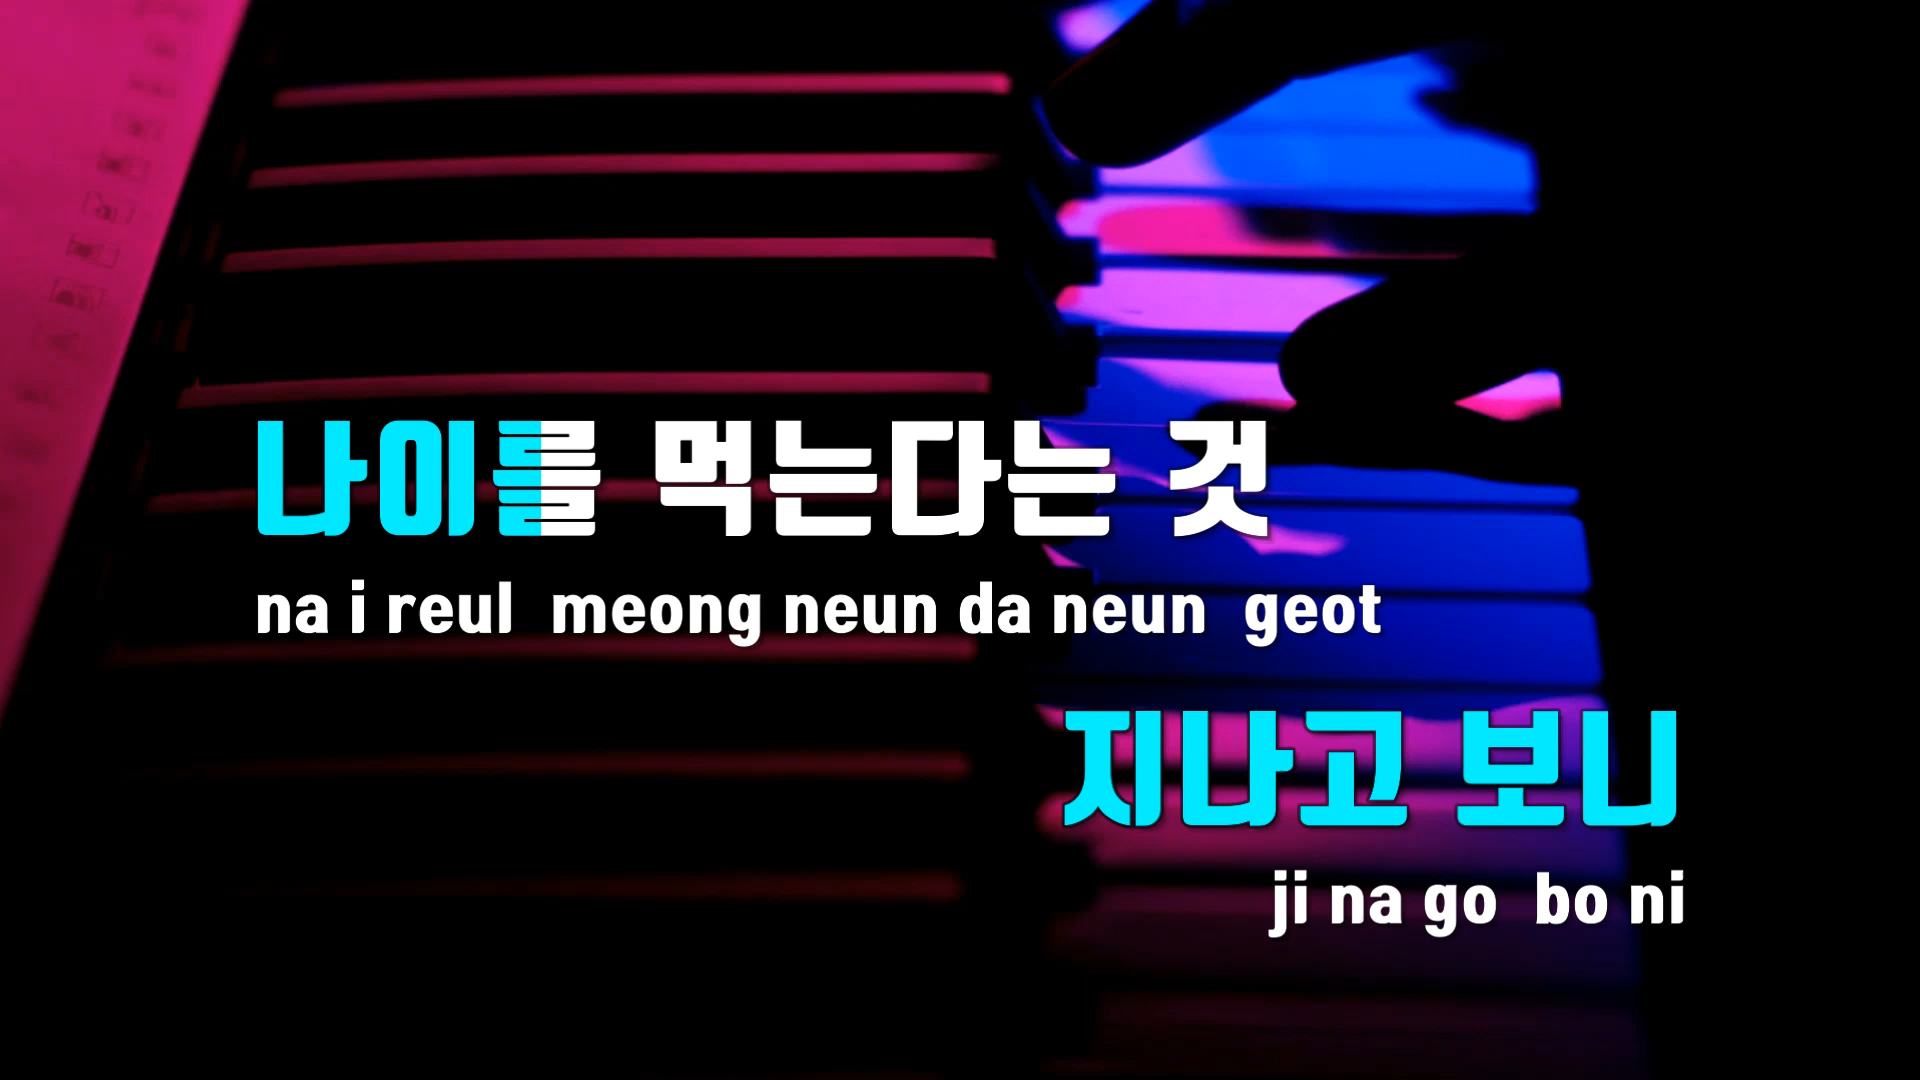 나이를 먹는다는 것
na i reul meong neun da neun geot
지나고 보니
ji na go bo ni